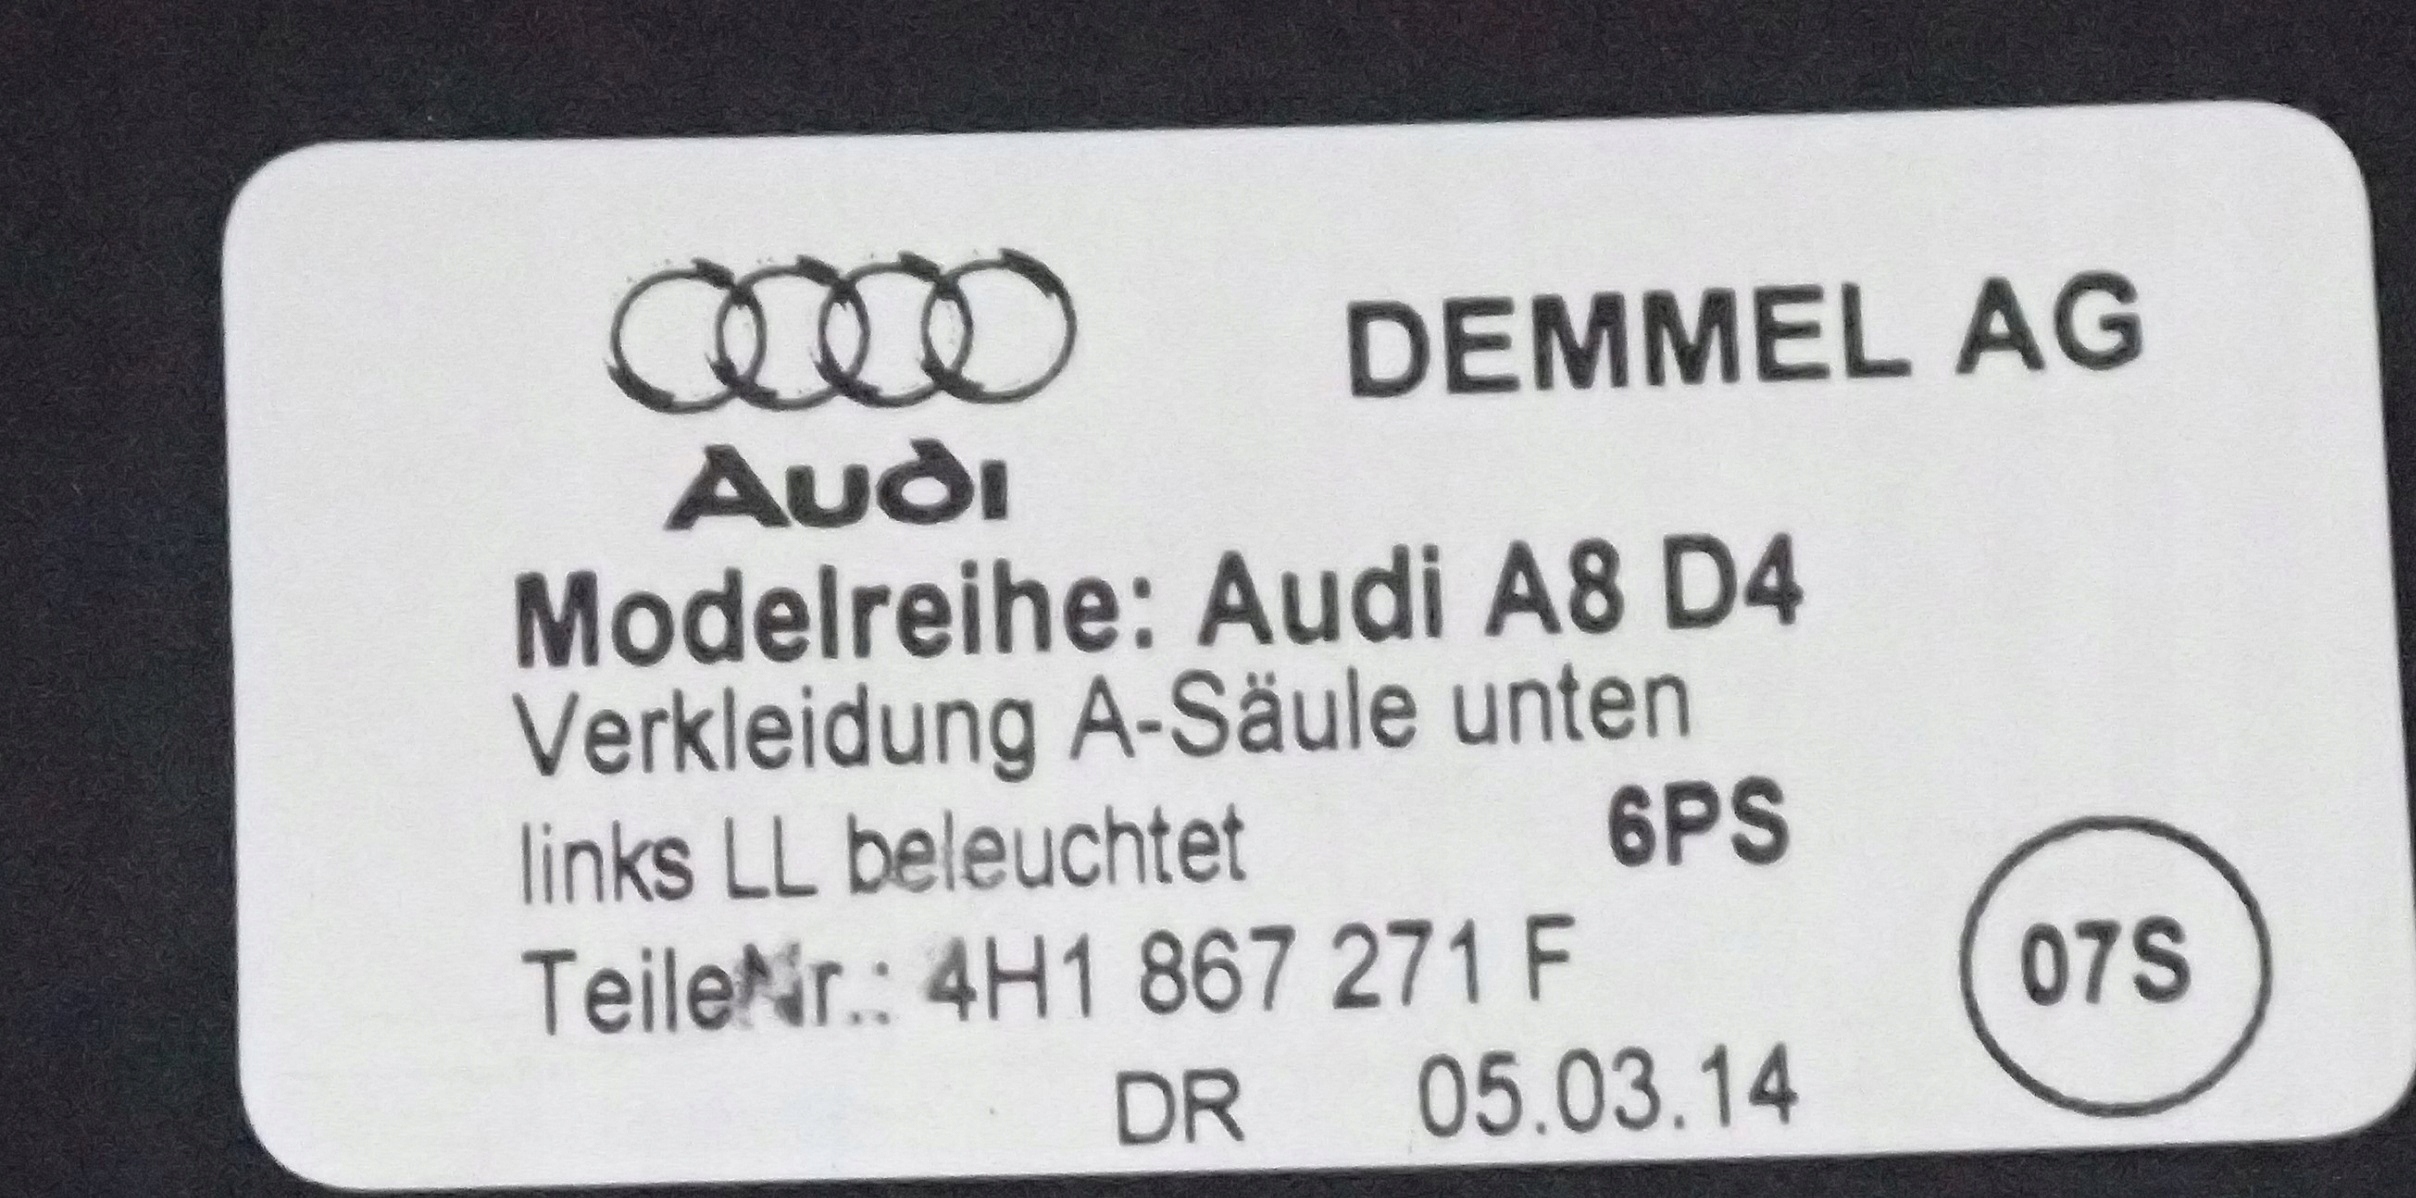 DEMMEL AG
Audi
Modelreihe: Audi A8 D4
Verkleidung A-Säule unten
links LL beleuchtet 6PS
TeileNr.: 4H1 867 271 F
07S
DR 05.03.14